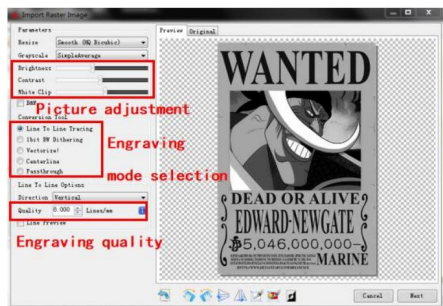 Import Raster Image
Parameters
Resize Smooth (HQ Bicubic)
Grayscale SimpleAverage
Brightness
Contrast
White Clip
Picture adjustment
Conversion Tool
Line To Line Tracing
1bit BW Dithering
Vectorize!
Centerline
Passthrough
Engraving
mode selection
Line To Line Options
Direction Vertical
Quality 8.000 Lines/mm
Line Preview
Engraving quality
Preview Original
WANTED
DEAD OR ALIVE
EDWARD·NEWGATE
5,046,000,000-
MARINE
Cancel Next